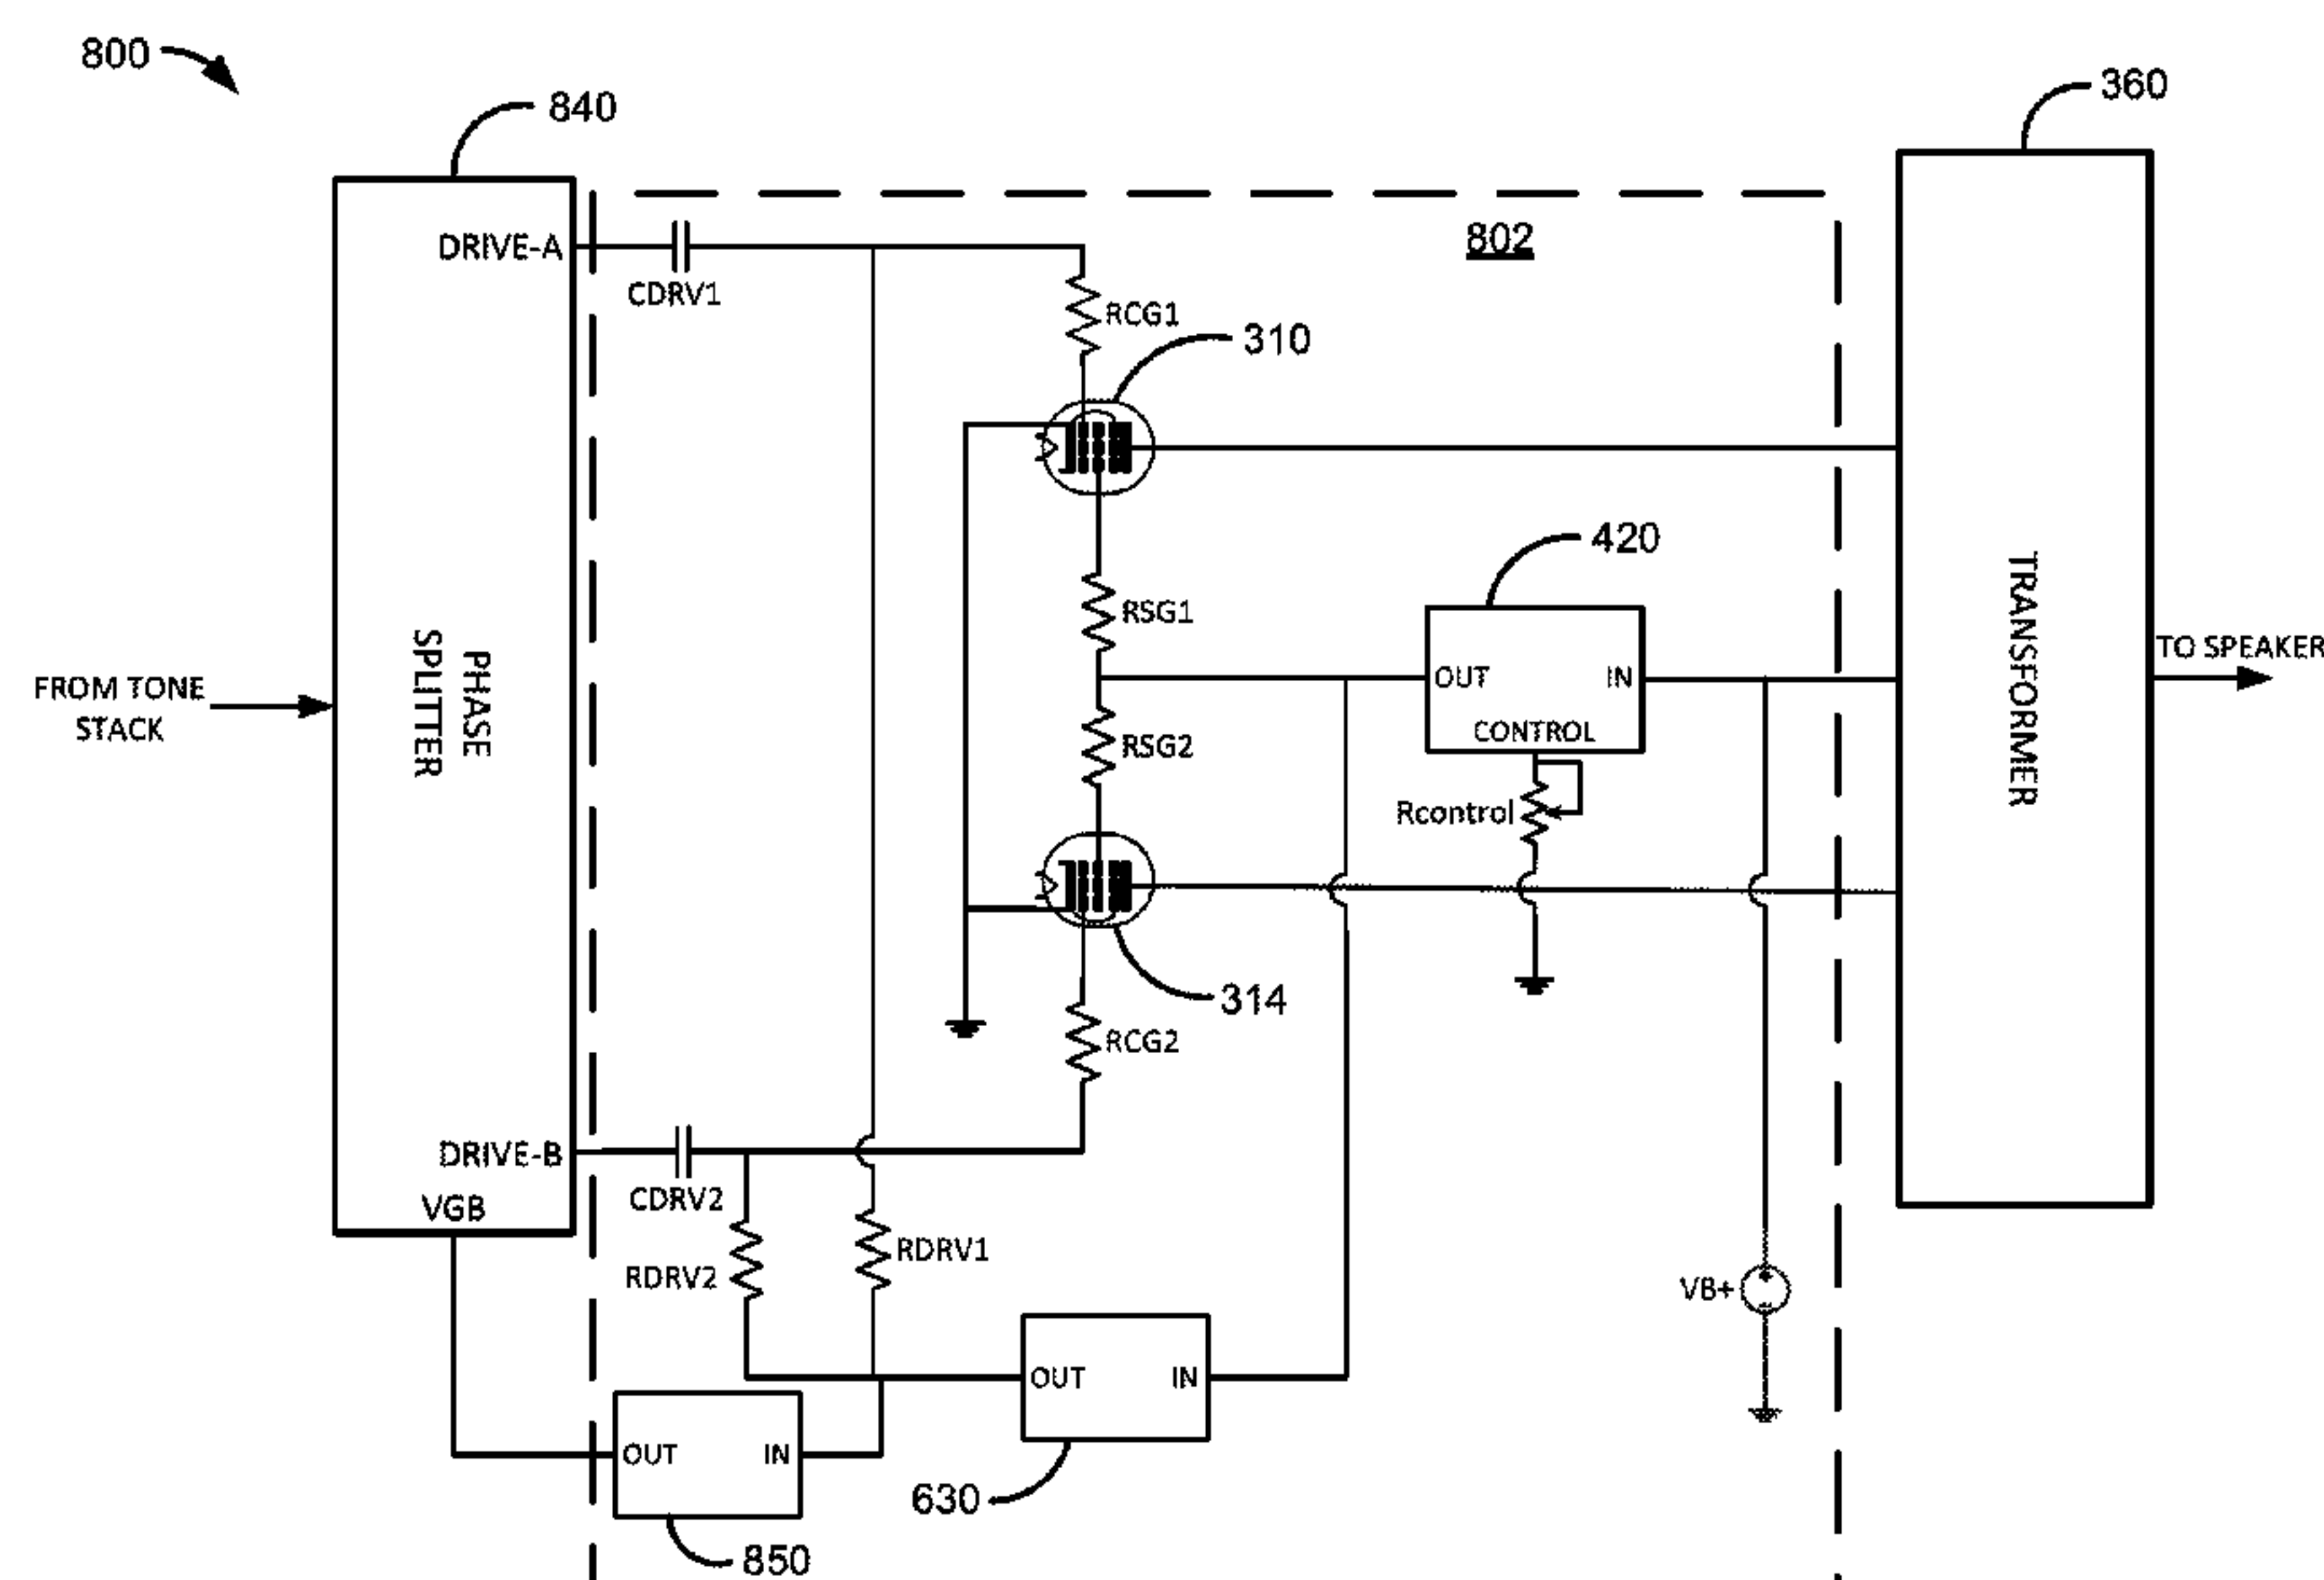 800
840
360
DRIVE-A
802
CDRV1
RCG1
310
420
RSG1
TRANSFORMER
TO SPEAKER
FROM TONE
STACK
PHASE
SPLITTER
OUT
IN
CONTROL
RSG2
Rcontrol
314
RCG2
DRIVE-B
VGB
CDRV2
RDRV2
RDRV1
VB+
OUT
IN
OUT
IN
630
850